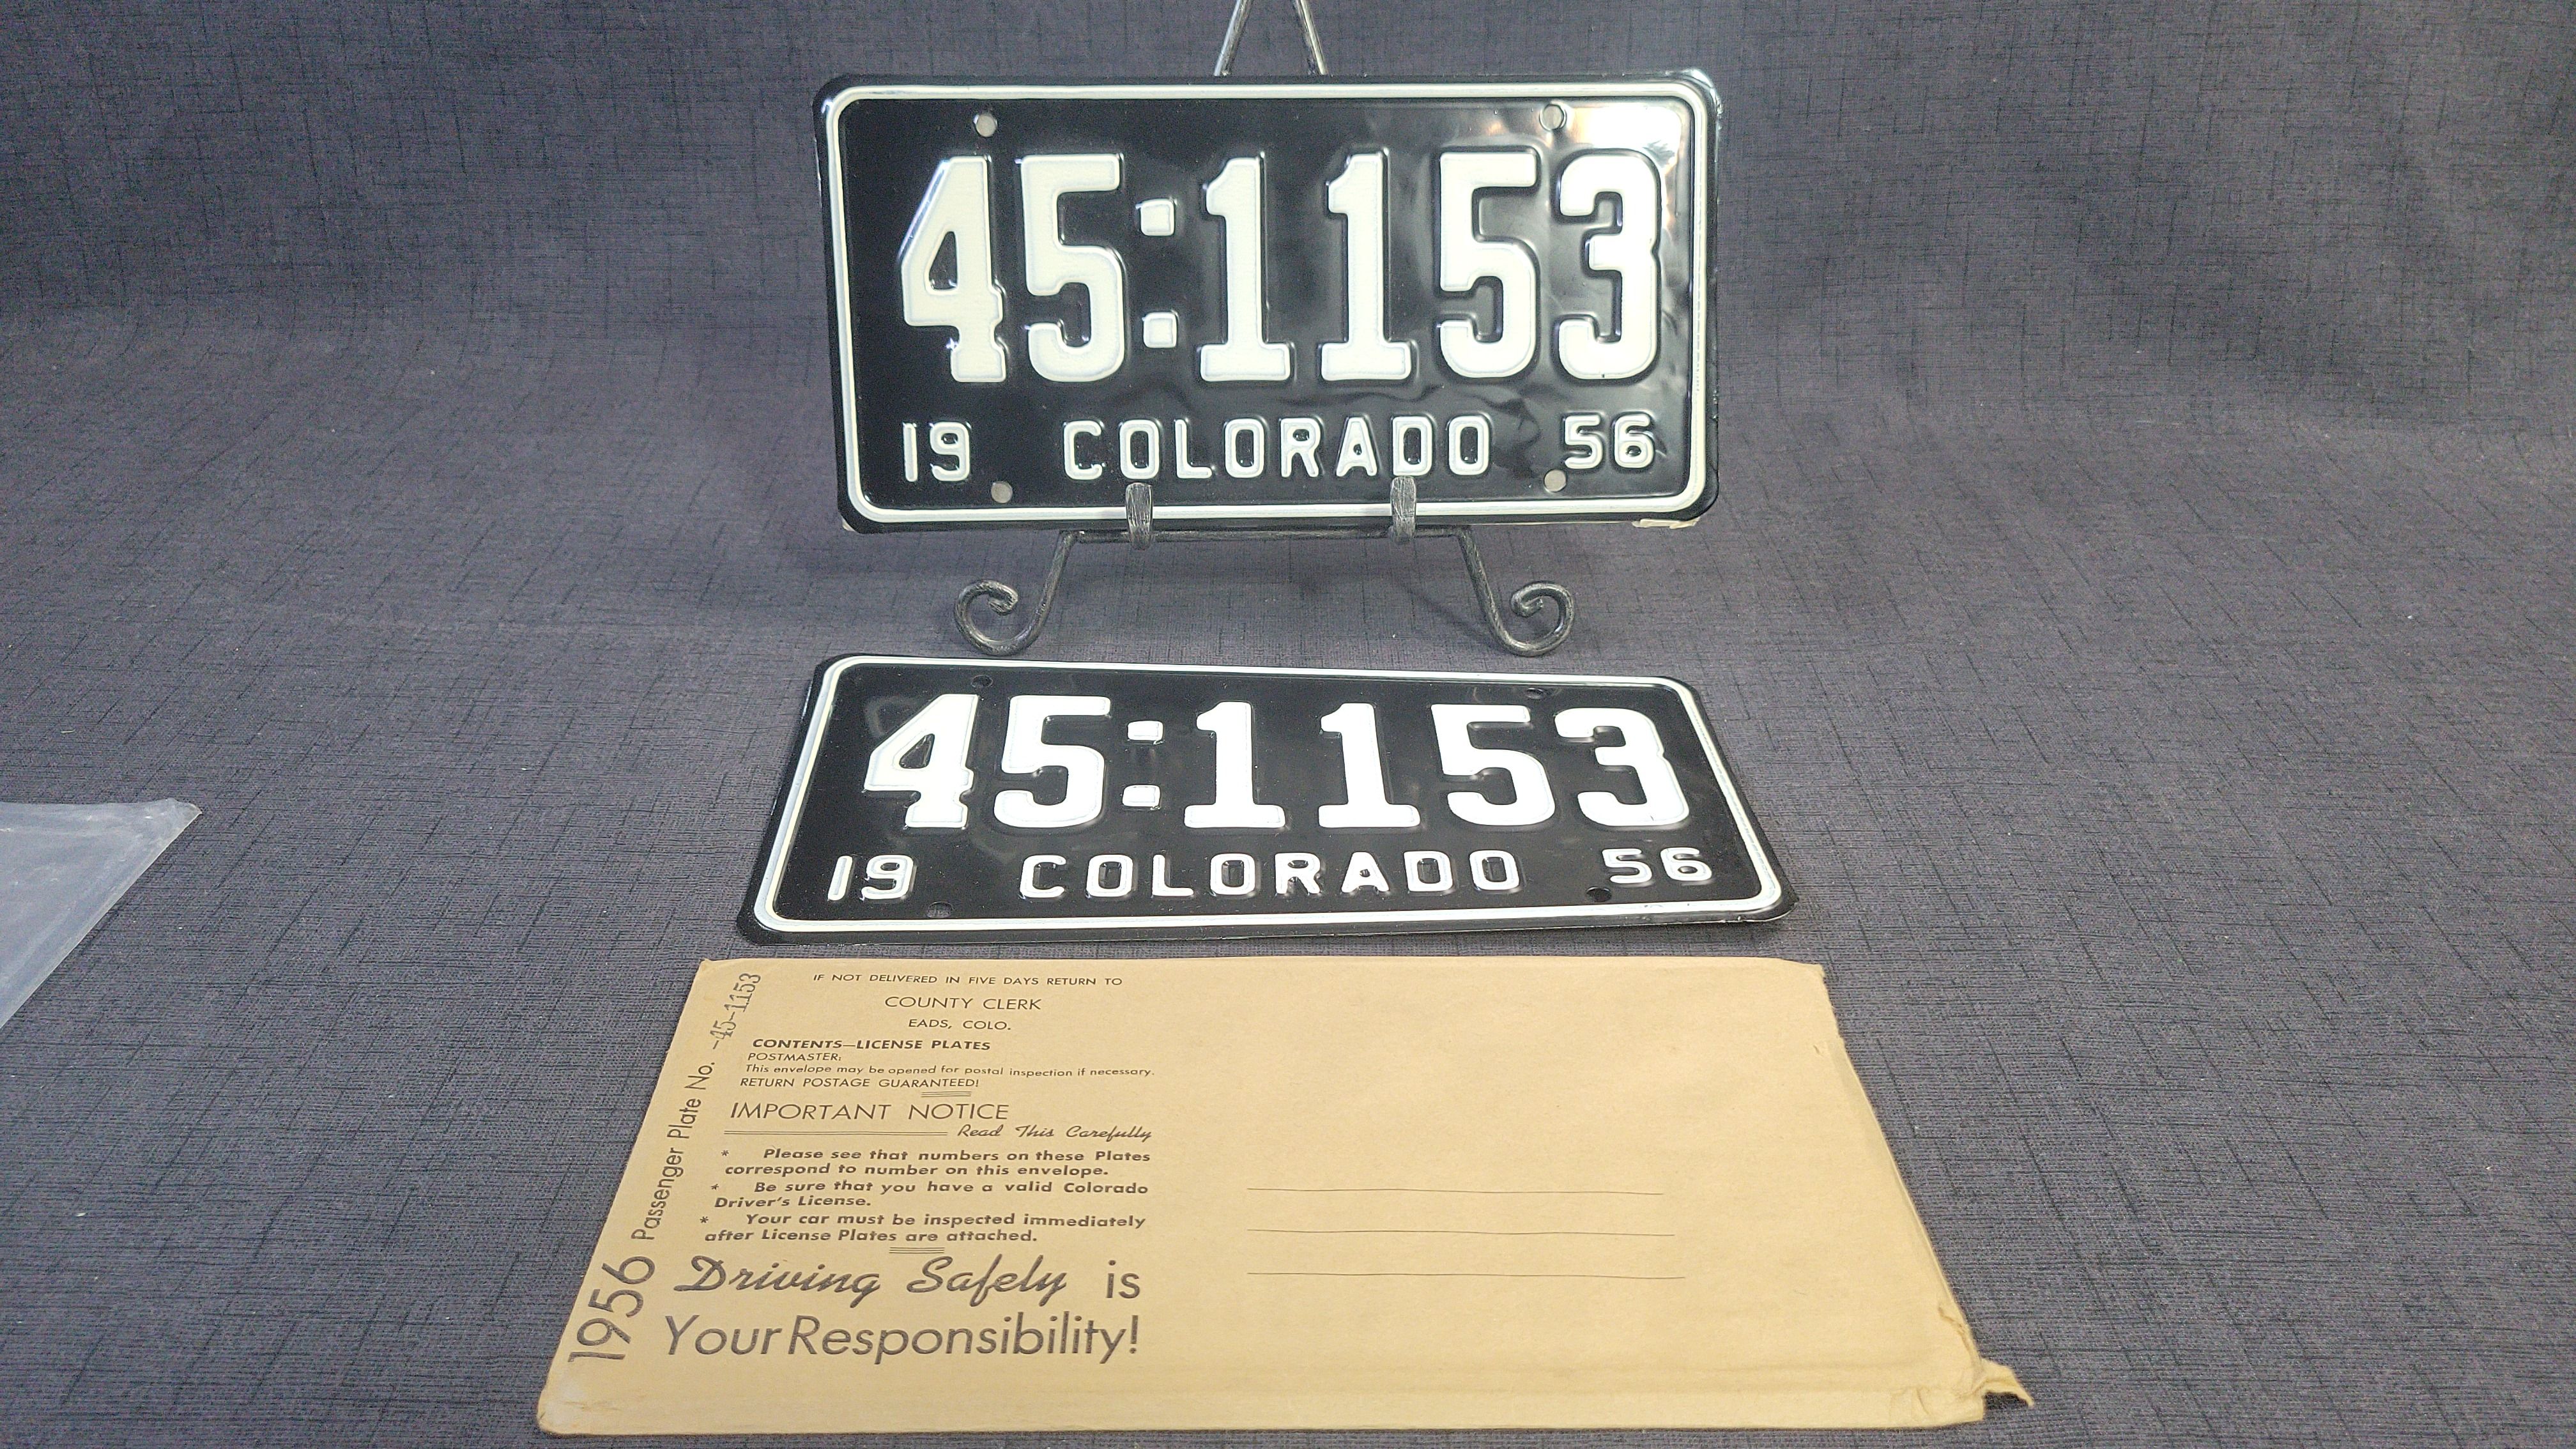 45:1153
19 COLORADO 56
45:1153
19 COLORADO 56
1956 Passenger Plate No. -45-1153
IF NOT DELIVERED IN FIVE DAYS RETURN TO
COUNTY CLERK
EADS, COLO.
CONTENTS—LICENSE PLATES
POSTMASTER:
This envelope may be opened for postal inspection if necessary.
RETURN POSTAGE GUARANTEED!
IMPORTANT NOTICE
Read This Carefully
* Please see that numbers on these Plates
correspond to number on this envelope.
* Be sure that you have a valid Colorado
Driver's License.
* Your car must be inspected immediately
after License Plates are attached.
Driving Safely is
Your Responsibility!